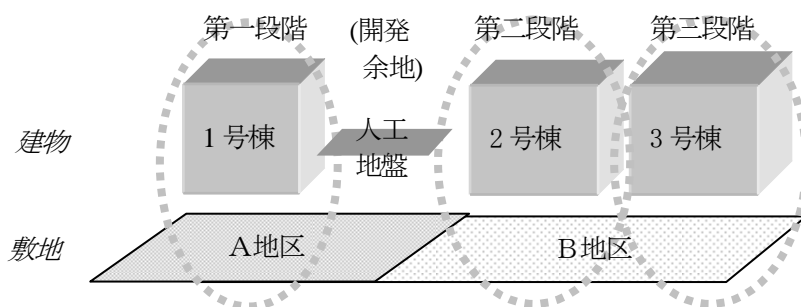 第一段階
(開発
余地)
第二段階
第三段階
建物
1号棟
人工
地盤
2号棟
3号棟
敷地
A地区
B地区